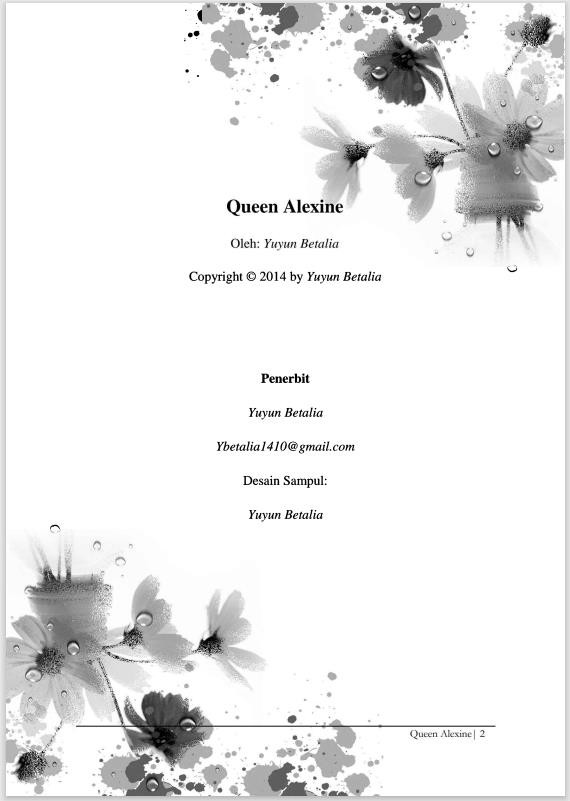 Queen Alexine
Oleh: Yuyun Betalia
Copyright © 2014 by Yuyun Betalia
Penerbit
Yuyun Betalia
Ybetalia1410@gmail.com
Desain Sampul:
Yuyun Betalia
Queen Alexine| 2